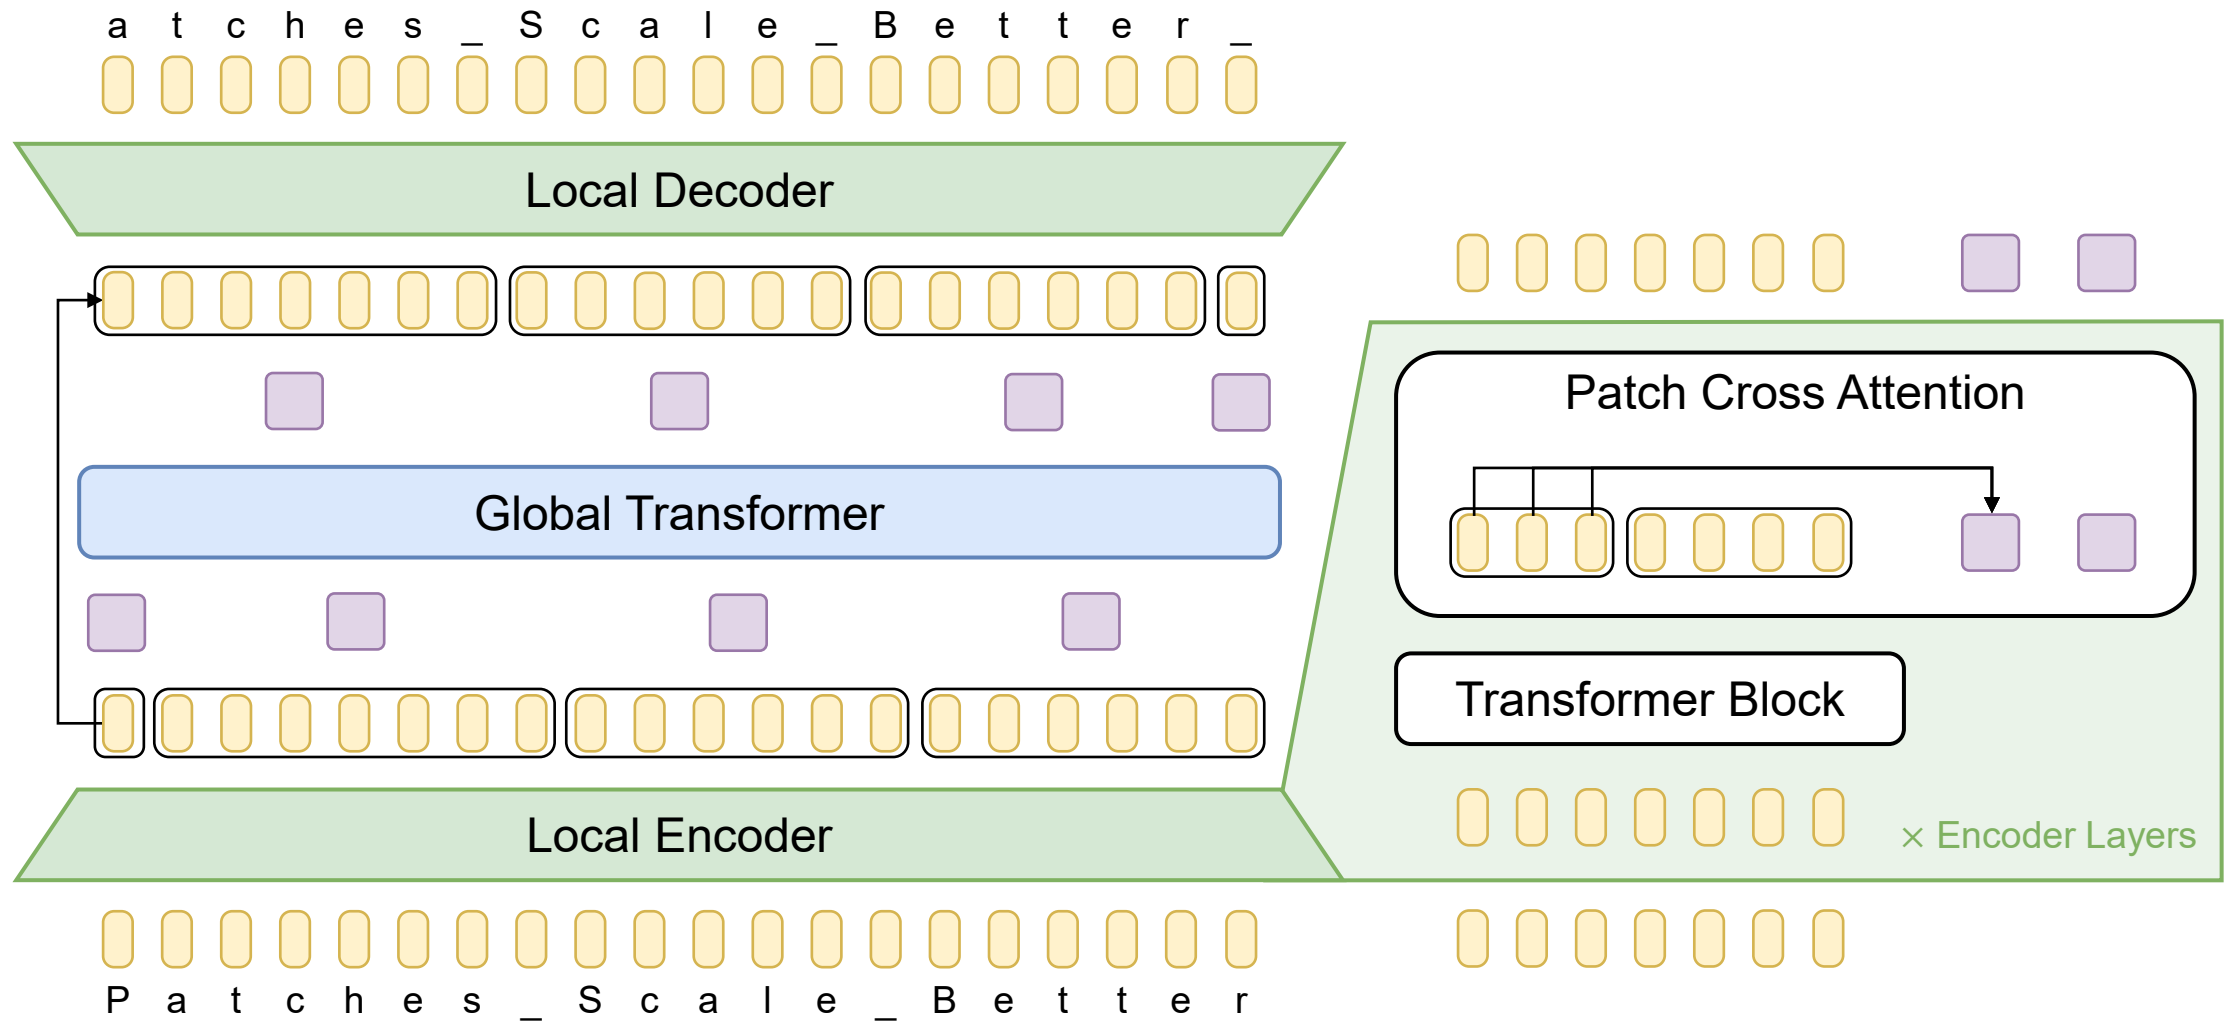 a t c h e s _ S c a l e _ B e t t e r _
Local Decoder
Global Transformer
Local Encoder
P a t c h e s _ S c a l e _ B e t t e r
Patch Cross Attention
Transformer Block
× Encoder Layers